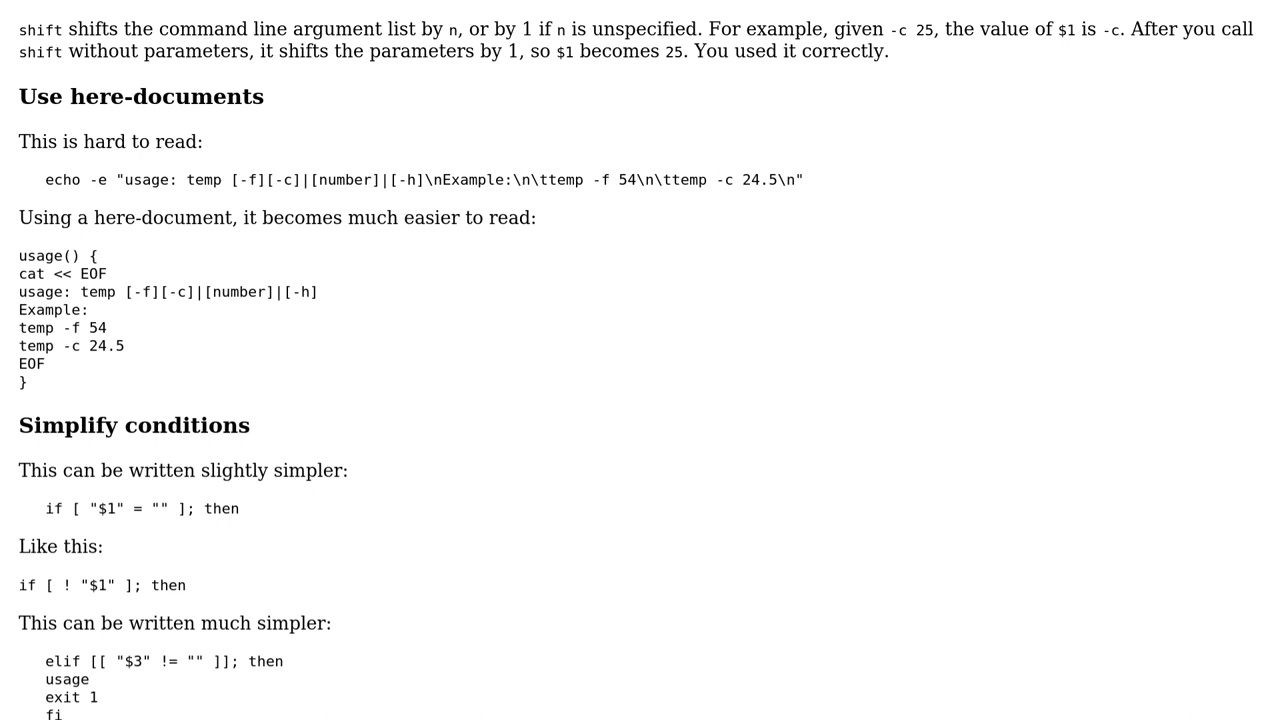 shift shifts the command line argument list by n, or by 1 if n is unspecified. For example, given -c 25, the value of $1 is -c. After you call
shift without parameters, it shifts the parameters by 1, so $1 becomes 25. You used it correctly.
Use here-documents
This is hard to read:
echo -e "usage: temp [-f][-c]|[number]|[-h]\nExample:\n\ttemp -f 54\n\ttemp -c 24.5\n"
Using a here-document, it becomes much easier to read:
usage() {
cat << EOF
usage: temp [-f][-c]|[number]|[-h]
Example:
temp -f 54
temp -c 24.5
EOF
}
Simplify conditions
This can be written slightly simpler:
if [ "$1" = "" ]; then
Like this:
if [ ! "$1" ]; then
This can be written much simpler:
elif [[ "$3" != "" ]]; then
usage
exit 1
fi